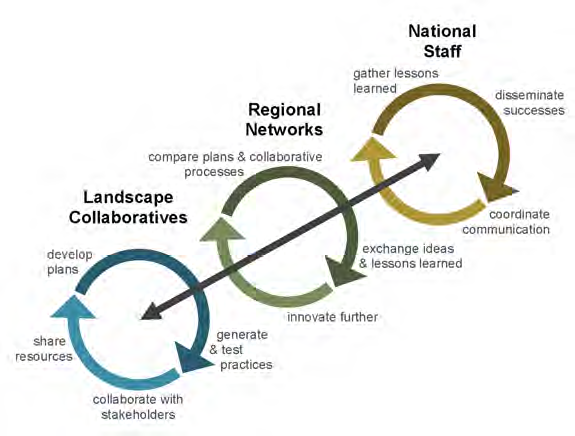 National
Staff
gather lessons
learned
disseminate
successes
coordinate
communication
Regional
Networks
compare plans & collaborative
processes
exchange ideas
& lessons learned
innovate further
Landscape
Collaboratives
develop
plans
generate
& test
practices
collaborate with
stakeholders
share
resources